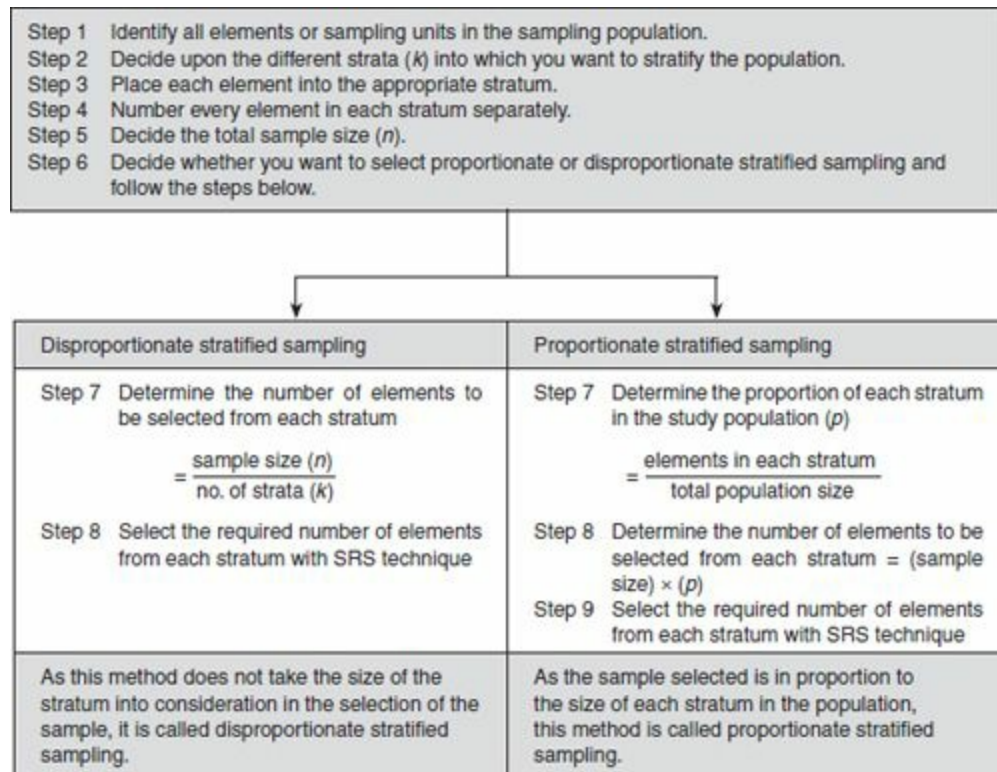 Step 1 Identify all elements or sampling units in the sampling population.
Step 2 Decide upon the different strata (k) into which you want to stratify the population.
Step 3 Place each element into the appropriate stratum.
Step 4 Number every element in each stratum separately.
Step 5 Decide the total sample size (n).
Step 6 Decide whether you want to select proportionate or disproportionate stratified sampling and
follow the steps below.
Disproportionate stratified sampling
Step 7 Determine the number of elements to
be selected from each stratum
= sample size (n)
no. of strata (k)
Step 8 Select the required number of elements
from each stratum with SRS technique
As this method does not take the size of the
stratum into consideration in the selection of the
sample, it is called disproportionate stratified
sampling.
Proportionate stratified sampling
Step 7 Determine the proportion of each stratum
in the study population (p)
= elements in each stratum
total population size
Step 8 Determine the number of elements to be
selected from each stratum = (sample
size) × (p)
Step 9 Select the required number of elements
from each stratum with SRS technique
As the sample selected is in proportion to
the size of each stratum in the population,
this method is called proportionate stratified
sampling.